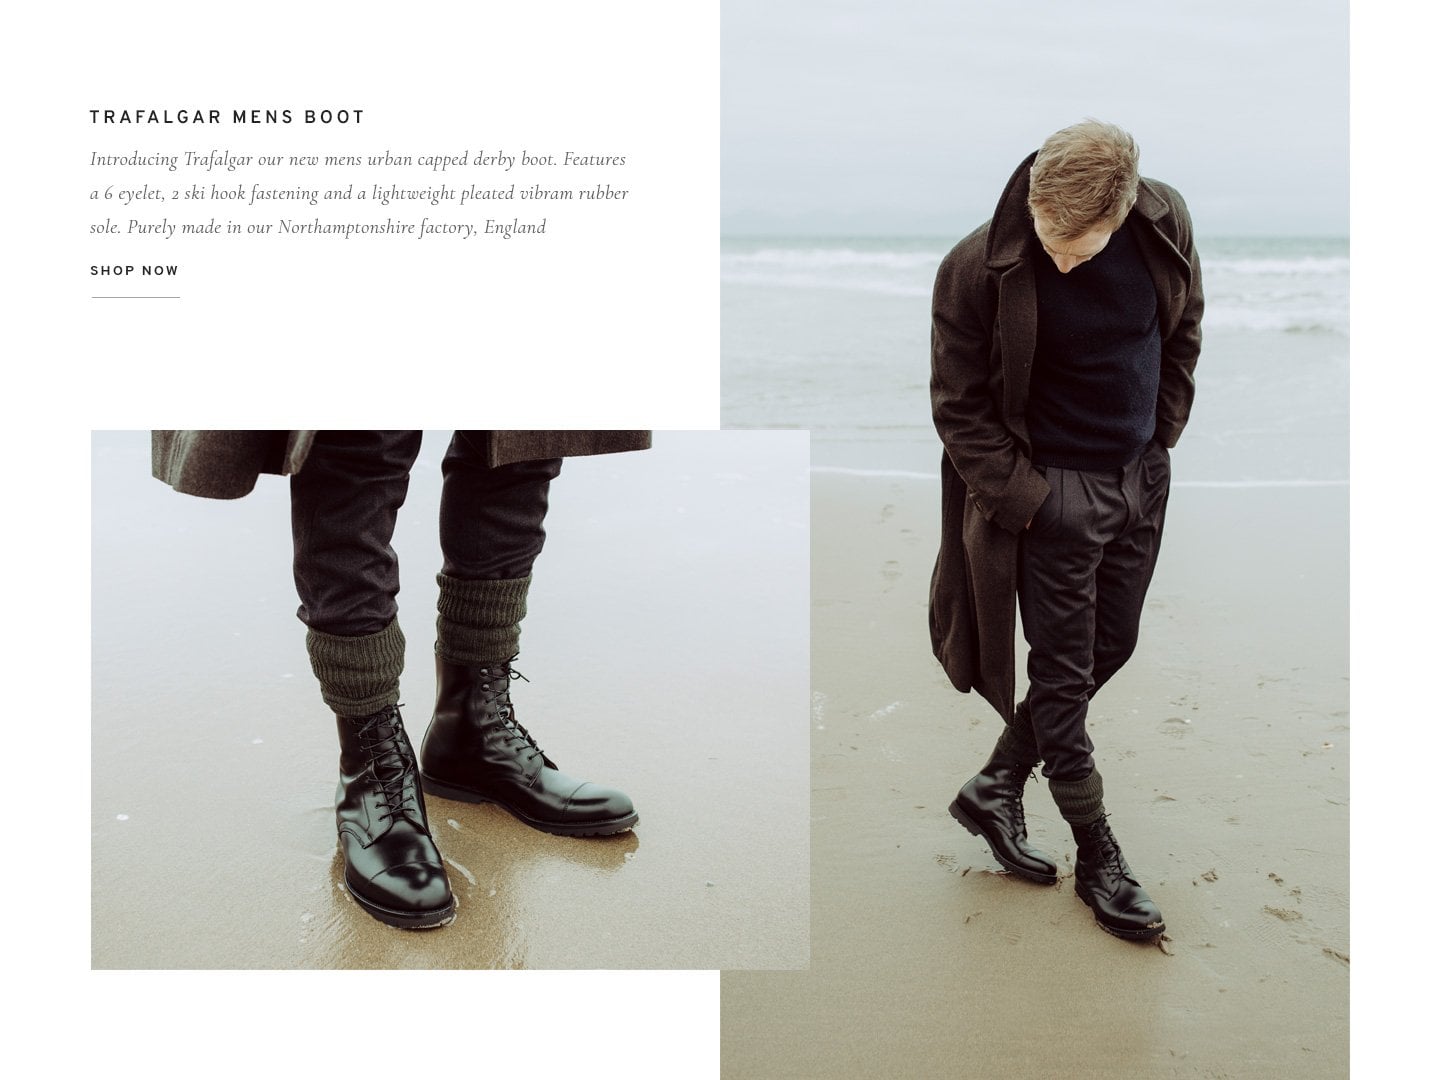 TRAFALGAR MENS BOOT
Introducing Trafalgar our new mens urban capped derby boot. Features
a 6 eyelet, 2 ski hook fastening and a lightweight pleated vibram rubber
sole. Purely made in our Northamptonshire factory, England
SHOP NOW